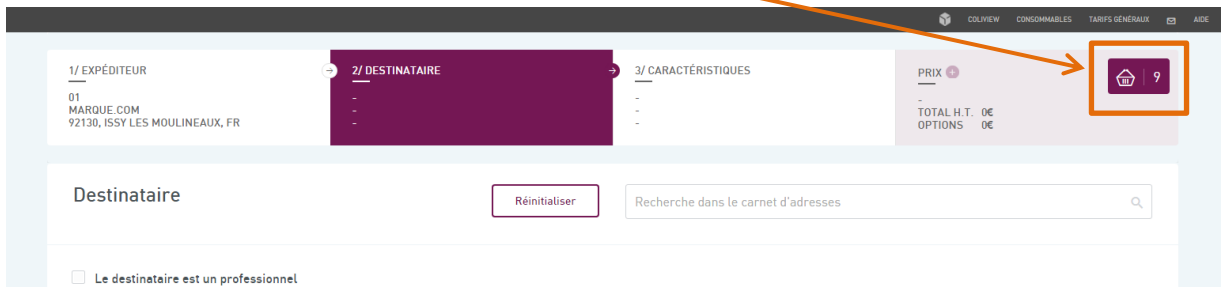 COLIVIEW CONSOMMABLES TARIFS GÉNÉRAUX AIDE
1/ EXPÉDITEUR
01
MARQUE.COM
92130, ISSY LES MOULINEAUX, FR
2/ DESTINATAIRE
-
-
-
3/ CARACTÉRISTIQUES
-
-
-
PRIX +
-
TOTAL H.T. 0€
OPTIONS 0€
9
Destinataire
Réinitialiser
Recherche dans le carnet d'adresses
Le destinataire est un professionnel